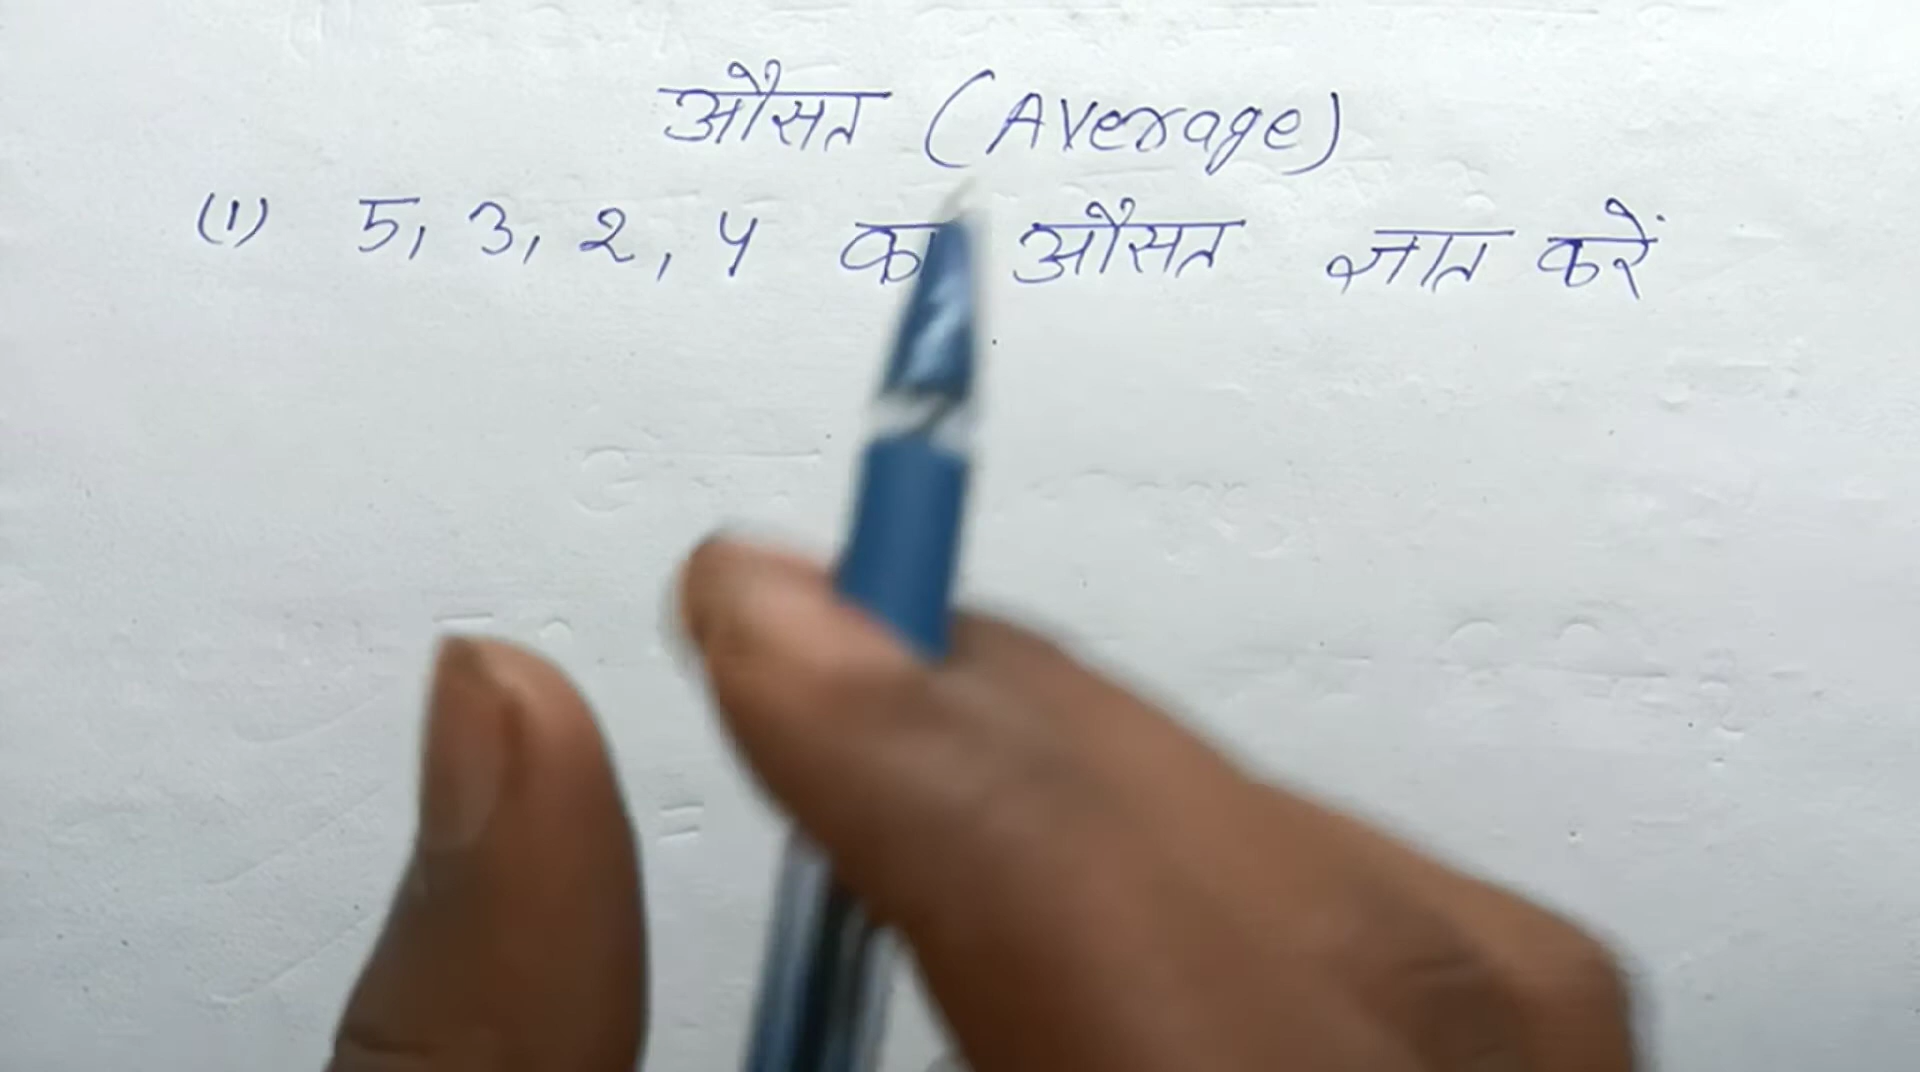 औसत (Average)
(1) 5, 3, 2, 4 का औसत ज्ञात करें